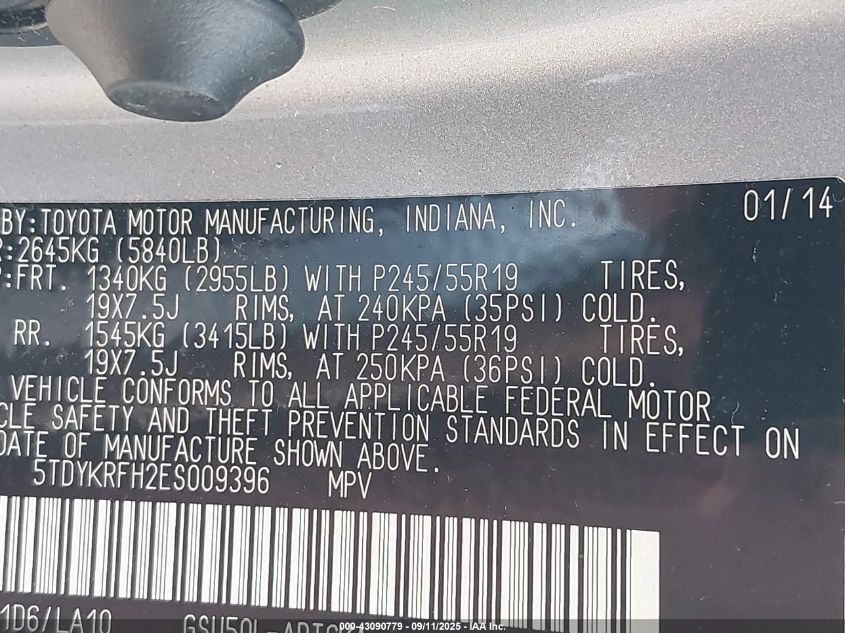 BY:TOYOTA MOTOR MANUFACTURING, INDIANA, INC. 01/14
R:2645KG (5840LB)
P:FRT. 1340KG (2955LB) WITH P245/55R19 TIRES,
19X7.5J RIMS, AT 240KPA (35PSI) COLD.
RR. 1545KG (3415LB) WITH P245/55R19 TIRES,
19X7.5J RIMS, AT 250KPA (36PSI) COLD.
VEHICLE CONFORMS TO ALL APPLICABLE FEDERAL MOTOR
CLE SAFETY AND THEFT PREVENTION STANDARDS IN EFFECT ON
DATE OF MANUFACTURE SHOWN ABOVE.
5TDYKRFH2ES009396 MPV
1D6/LA10 GSU50L-
000-43090779 - 09/11/2025 - IAA Inc.